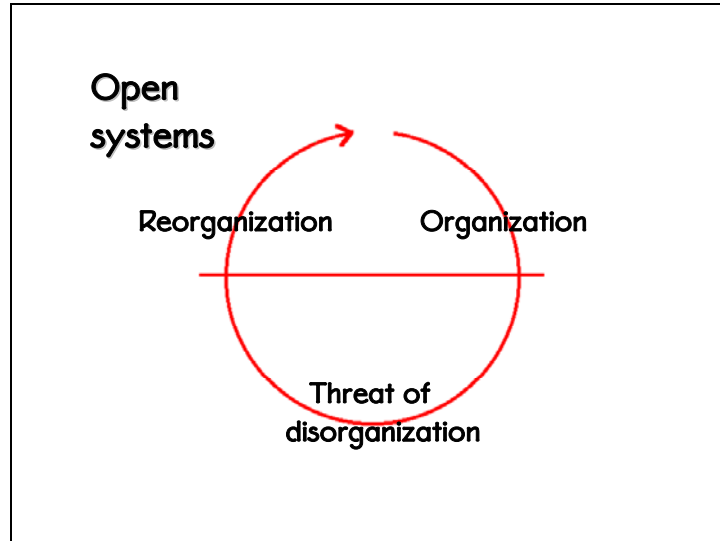 Open
systems
Reorganization
Organization
Threat of
disorganization